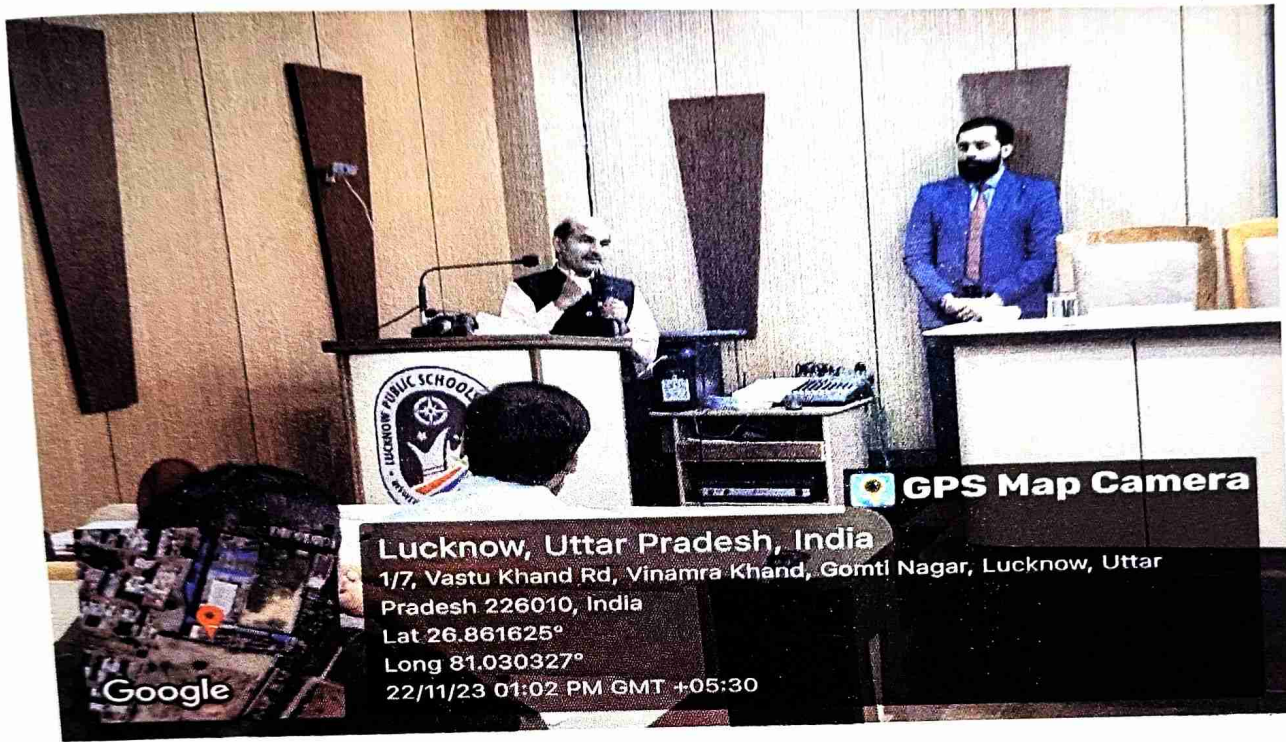 LUCKNOW PUBLIC SCHOOLS
GPS Map Camera
Lucknow, Uttar Pradesh, India
1/7, Vastu Khand Rd, Vinamra Khand, Gomti Nagar, Lucknow, Uttar
Pradesh 226010, India
Lat 26.861625°
Long 81.030327°
22/11/23 01:02 PM GMT +05:30
Google